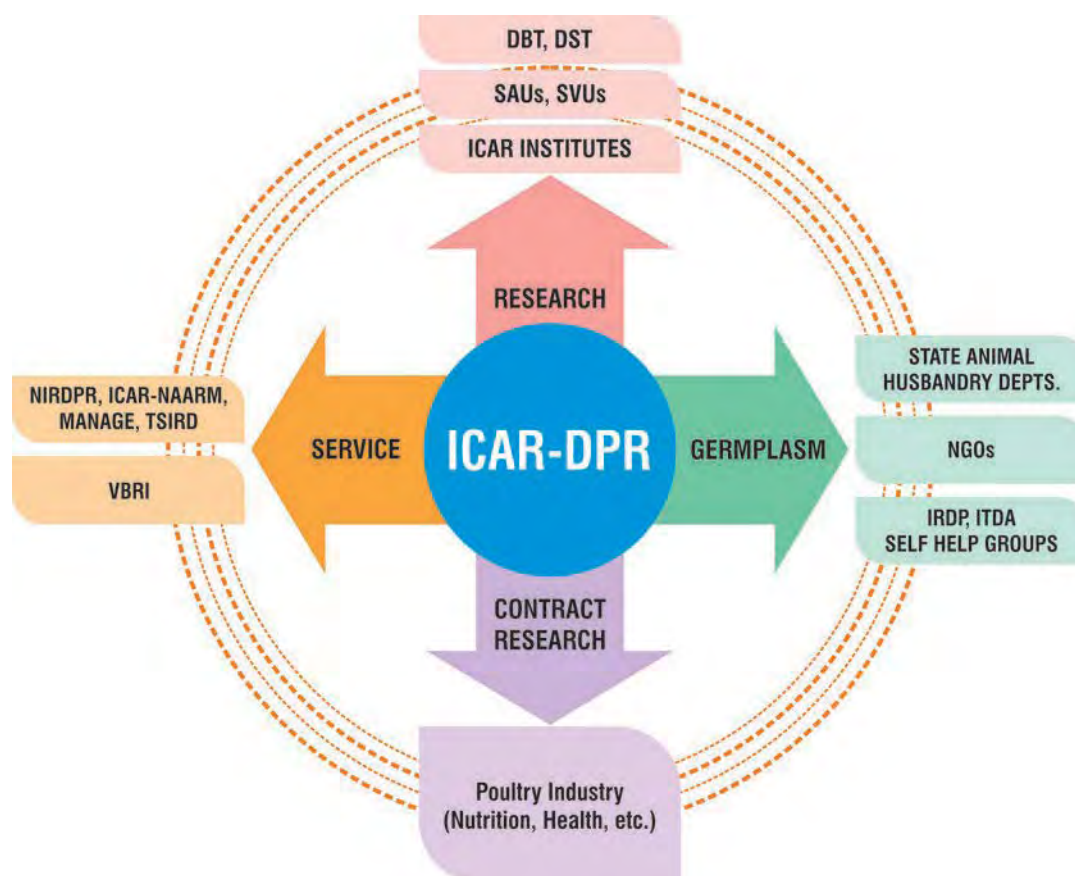 DBT, DST
SAUs, SVUs
ICAR INSTITUTES
RESEARCH
NIRDPR, ICAR-NAARM,
MANAGE, TSIRD
VBRI
SERVICE
ICAR-DPR
GERMPLASM
STATE ANIMAL
HUSBANDRY DEPTS.
NGOs
IRDP, ITDA
SELF HELP GROUPS
CONTRACT
RESEARCH
Poultry Industry
(Nutrition, Health, etc.)